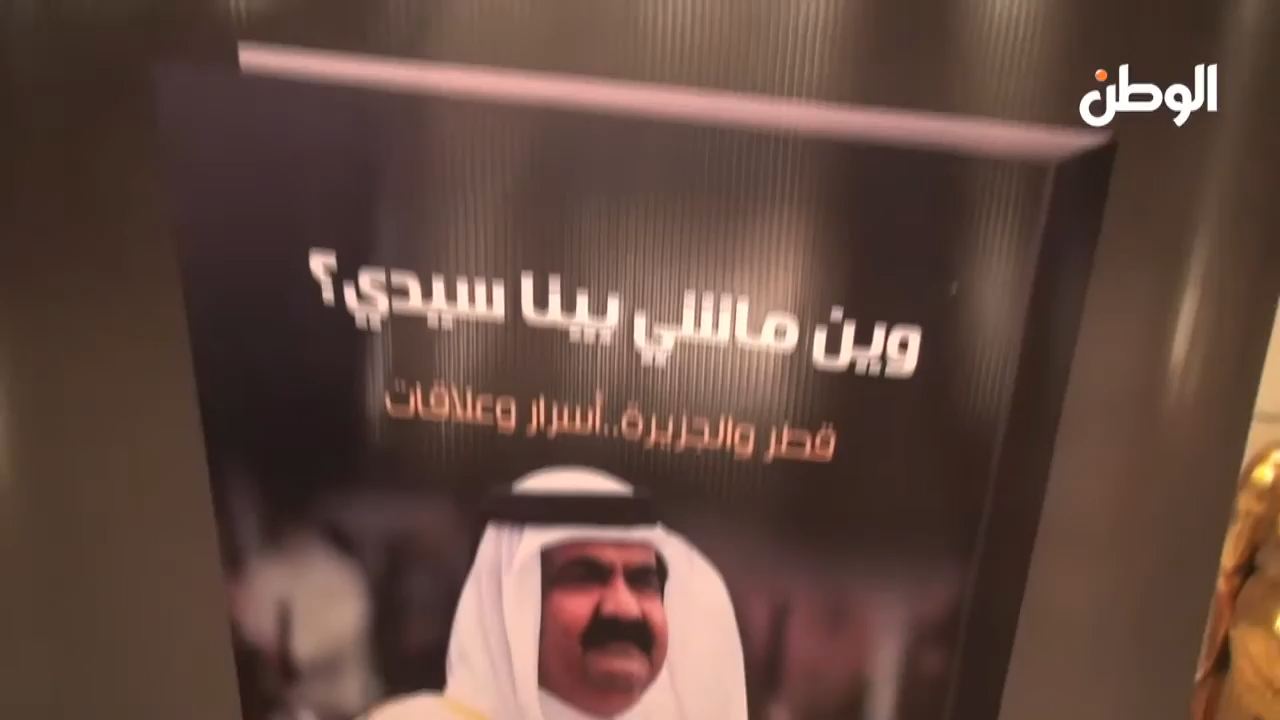 الوطن
وين ماشي بينا سيدي؟
قطر والجزيرة..أسرار وعلاقات